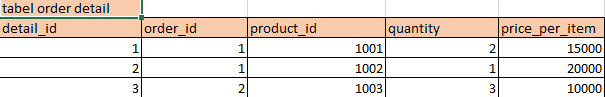 tabel order detail
detail_id order_id product_id quantity price_per_item
1 1 1001 2 15000
2 1 1002 1 20000
3 2 1003 3 10000